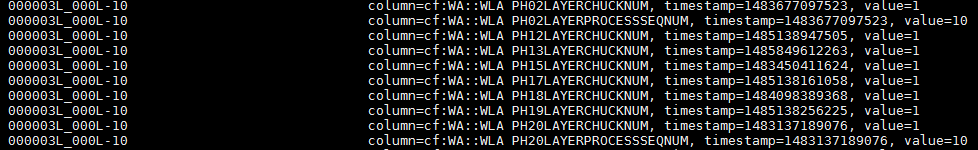 000003L_000L-10 column=cf:WA::WLA PH02LAYERCHUCKNUM, timestamp=1483677097523, value=1
000003L_000L-10 column=cf:WA::WLA PH02LAYERPROCESSSEQNUM, timestamp=1483677097523, value=10
000003L_000L-10 column=cf:WA::WLA PH12LAYERCHUCKNUM, timestamp=1485138947505, value=1
000003L_000L-10 column=cf:WA::WLA PH13LAYERCHUCKNUM, timestamp=1485849612263, value=1
000003L_000L-10 column=cf:WA::WLA PH15LAYERCHUCKNUM, timestamp=1483450411624, value=1
000003L_000L-10 column=cf:WA::WLA PH17LAYERCHUCKNUM, timestamp=1485138161058, value=1
000003L_000L-10 column=cf:WA::WLA PH18LAYERCHUCKNUM, timestamp=1484098389368, value=1
000003L_000L-10 column=cf:WA::WLA PH19LAYERCHUCKNUM, timestamp=1485138256225, value=1
000003L_000L-10 column=cf:WA::WLA PH20LAYERCHUCKNUM, timestamp=1483137189076, value=1
000003L_000L-10 column=cf:WA::WLA PH20LAYERPROCESSSEQNUM, timestamp=1483137189076, value=10